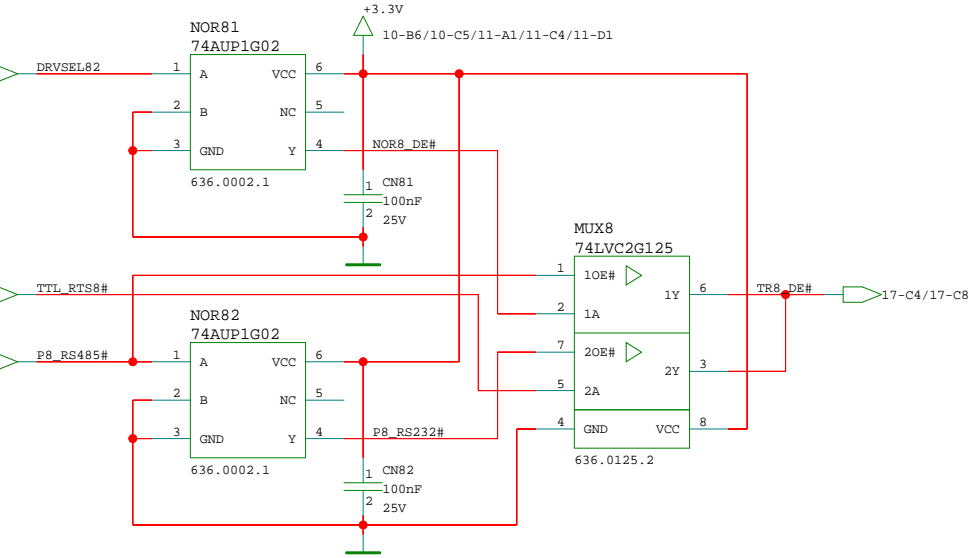 +3.3V
10-B6/10-C5/11-A1/11-C4/11-D1
NOR81
74AUP1G02
DRVSEL82
1 A VCC 6
2 B NC 5
3 GND Y 4
NOR8_DE#
636.0002.1
1 CN81
100nF
2 25V
MUX8
74LVC2G125
1 1OE#
1Y 6
2 1A
TR8_DE#
17-C4/17-C8
7 2OE#
2Y 3
5 2A
4 GND VCC 8
636.0125.2
TTL_RTS8#
NOR82
74AUP1G02
P8_RS485#
1 A VCC 6
2 B NC 5
3 GND Y 4
P8_RS232#
636.0002.1
1 CN82
100nF
2 25V